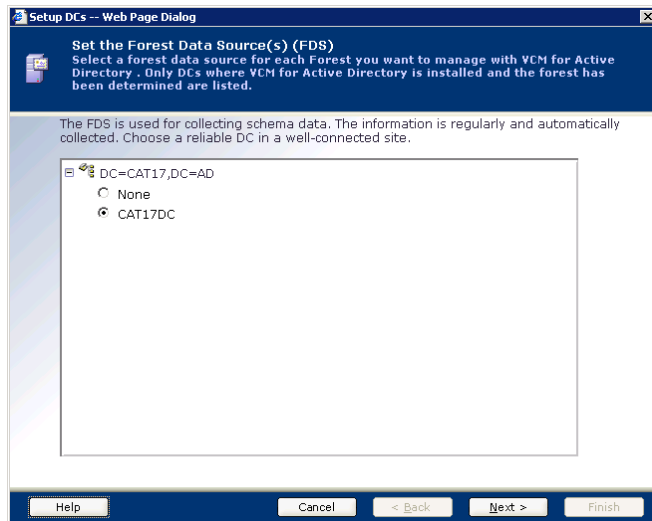 Setup DCs -- Web Page Dialog
Set the Forest Data Source(s) (FDS)
Select a forest data source for each Forest you want to manage with VCM for Active
Directory . Only DCs where VCM for Active Directory is installed and the forest has
been determined are listed.
The FDS is used for collecting schema data. The information is regularly and automatically
collected. Choose a reliable DC in a well-connected site.
DC=CAT17,DC=AD
None
CAT17DC
Help Cancel < Back Next > Finish